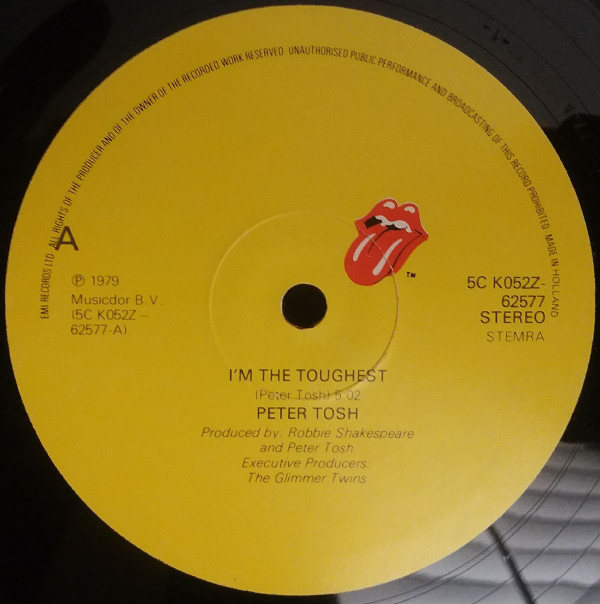 EMI RECORDS LTD ALL RIGHTS OF THE PRODUCER AND OF THE OWNER OF THE RECORDED WORK RESERVED UNAUTHORISED PUBLIC PERFORMANCE AND BROADCASTING OF THIS RECORD PROHIBITED MADE IN HOLLAND
A
℗ 1979
Musicdor B.V.
(5C K052Z –
62577-A)
TM
5C K052Z-
62577
STEREO
STEMRA
I'M THE TOUGHEST
(Peter Tosh) 5:02
PETER TOSH
Produced by: Robbie Shakespeare
and Peter Tosh
Executive Producers:
The Glimmer Twins